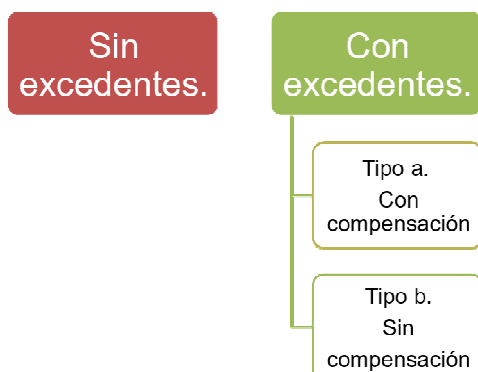 Sin
excedentes.
Con
excedentes.
Tipo a.
Con
compensación
Tipo b.
Sin
compensación